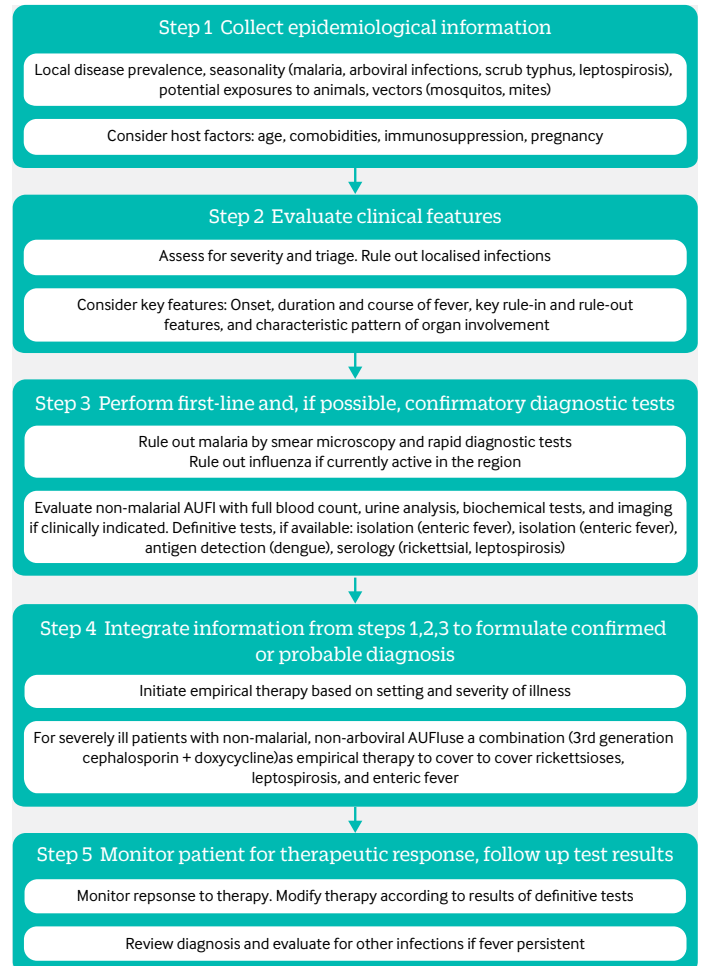 Step 1 Collect epidemiological information
Local disease prevalence, seasonality (malaria, arboviral infections, scrub typhus, leptospirosis),
potential exposures to animals, vectors (mosquitos, mites)
Consider host factors: age, comobidities, immunosuppression, pregnancy
Step 2 Evaluate clinical features
Assess for severity and triage. Rule out localised infections
Consider key features: Onset, duration and course of fever, key rule-in and rule-out
features, and characteristic pattern of organ involvement
Step 3 Perform first-line and, if possible, confirmatory diagnostic tests
Rule out malaria by smear microscopy and rapid diagnostic tests
Rule out influenza if currently active in the region
Evaluate non-malarial AUFI with full blood count, urine analysis, biochemical tests, and imaging
if clinically indicated. Definitive tests, if available: isolation (enteric fever), isolation (enteric fever),
antigen detection (dengue), serology (rickettsial, leptospirosis)
Step 4 Integrate information from steps 1,2,3 to formulate confirmed
or probable diagnosis
Initiate empirical therapy based on setting and severity of illness
For severely ill patients with non-malarial, non-arboviral AUFIuse a combination (3rd generation
cephalosporin + doxycycline)as empirical therapy to cover to cover rickettsioses,
leptospirosis, and enteric fever
Step 5 Monitor patient for therapeutic response, follow up test results
Monitor repsonse to therapy. Modify therapy according to results of definitive tests
Review diagnosis and evaluate for other infections if fever persistent